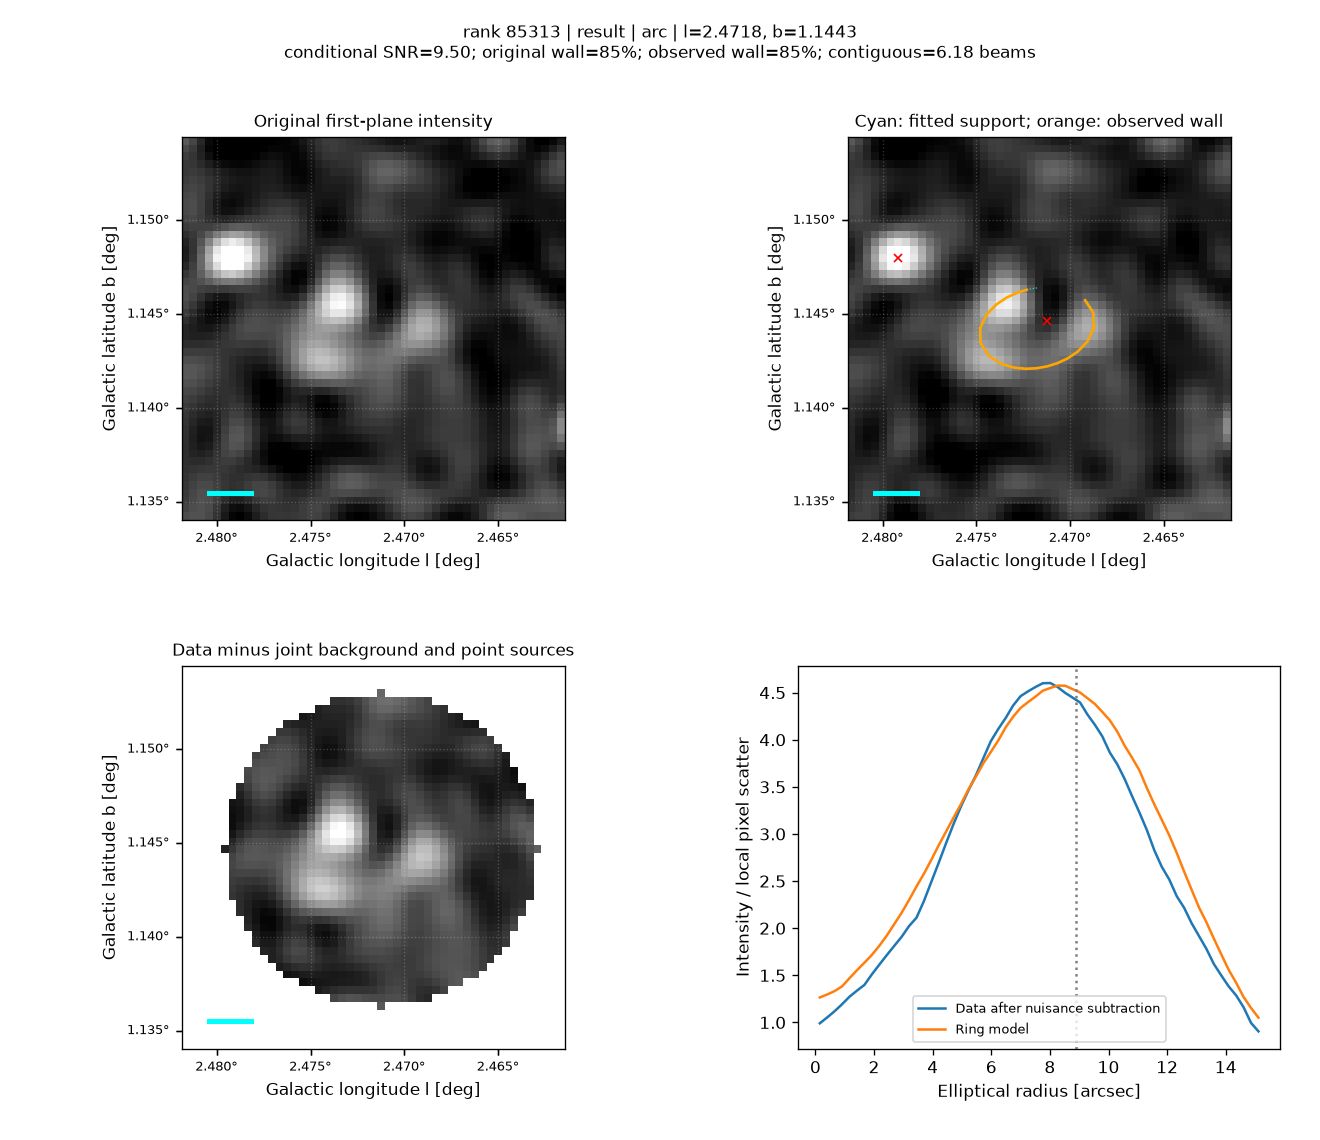 rank 85313 | result | arc | l=2.4718, b=1.1443
conditional SNR=9.50; original wall=85%; observed wall=85%; contiguous=6.18 beams
Original first-plane intensity
Galactic latitude b [deg]
1.150°
1.145°
1.140°
1.135°
2.480°
2.475°
2.470°
2.465°
Galactic longitude l [deg]
Cyan: fitted support; orange: observed wall
Galactic latitude b [deg]
1.150°
1.145°
1.140°
1.135°
2.480°
2.475°
2.470°
2.465°
Galactic longitude l [deg]
Data minus joint background and point sources
Galactic latitude b [deg]
1.150°
1.145°
1.140°
1.135°
2.480°
2.475°
2.470°
2.465°
Galactic longitude l [deg]
Intensity / local pixel scatter
4.5
4.0
3.5
3.0
2.5
2.0
1.5
1.0
Data after nuisance subtraction
Ring model
0
2
4
6
8
10
12
14
Elliptical radius [arcsec]